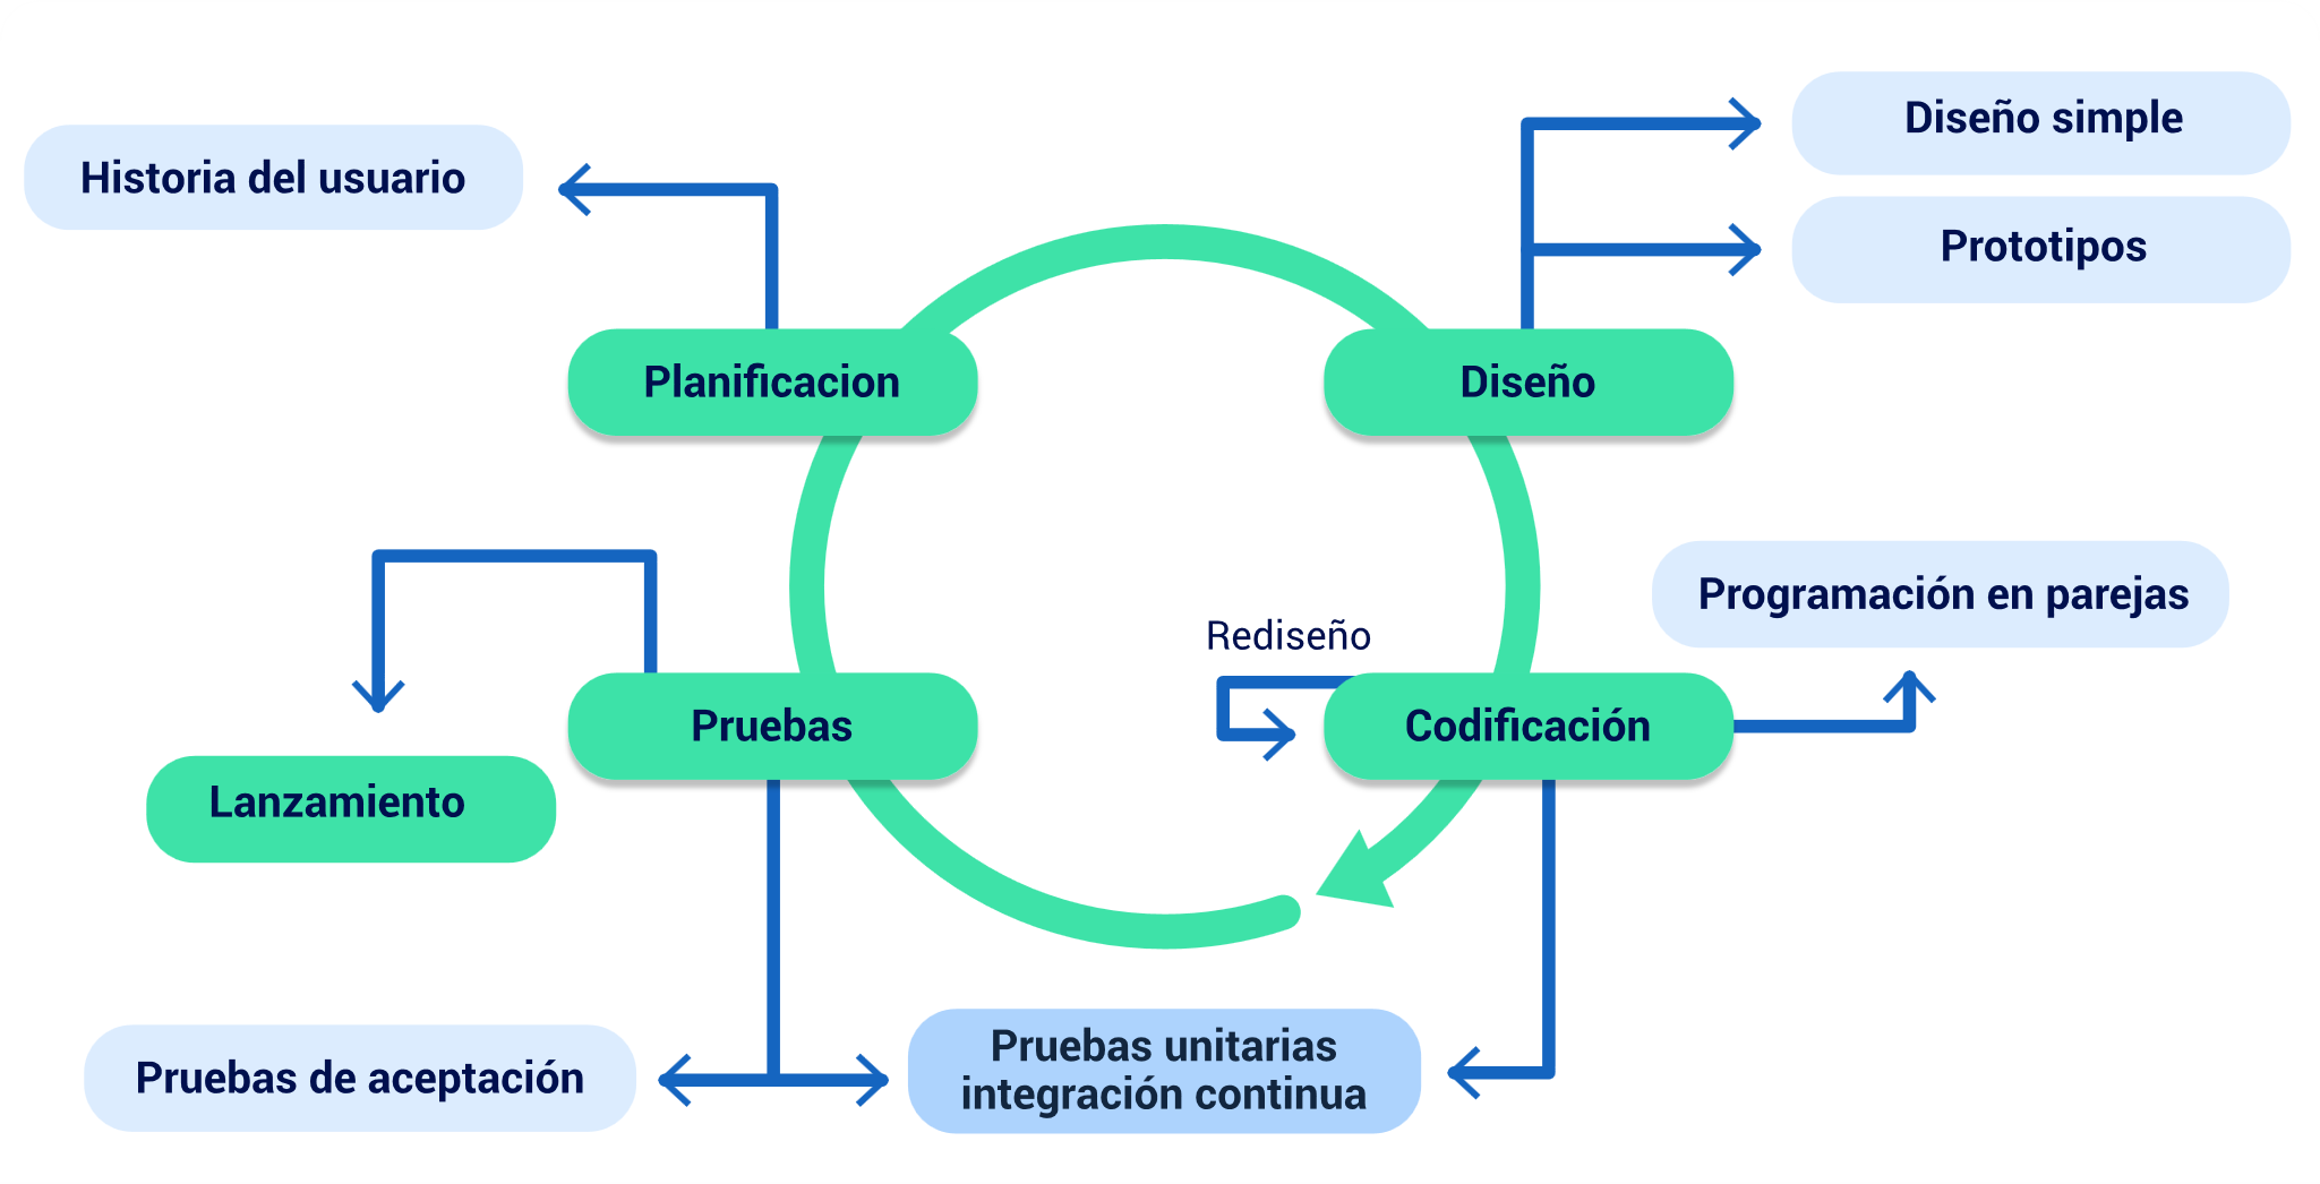 Diseño simple
Historia del usuario
Prototipos
Planificacion
Diseño
Programación en parejas
Rediseño
Pruebas
Codificación
Lanzamiento
Pruebas unitarias
integración continua
Pruebas de aceptación